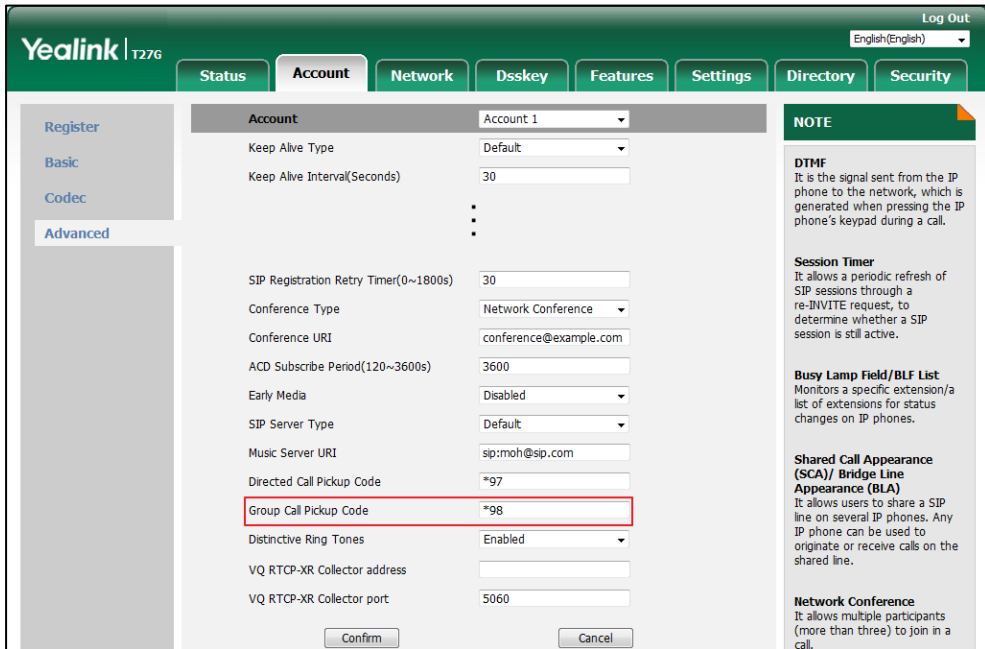 Log Out
Yealink | T27G
English(English)
Status Account Network Dsskey Features Settings Directory Security
Register
Basic
Codec
Advanced
Account Account 1
Keep Alive Type Default
Keep Alive Interval(Seconds) 30
SIP Registration Retry Timer(0~1800s) 30
Conference Type Network Conference
Conference URI conference@example.com
ACD Subscribe Period(120~3600s) 3600
Early Media Disabled
SIP Server Type Default
Music Server URI sip:moh@sip.com
Directed Call Pickup Code *97
Group Call Pickup Code *98
Distinctive Ring Tones Enabled
VQ RTCP-XR Collector address
VQ RTCP-XR Collector port 5060
Confirm Cancel
NOTE
DTMF
It is the signal sent from the IP
phone to the network, which is
generated when pressing the IP
phone's keypad during a call.
Session Timer
It allows a periodic refresh of
SIP sessions through a
re-INVITE request, to
determine whether a SIP
session is still active.
Busy Lamp Field/BLF List
Monitors a specific extension/a
list of extensions for status
changes on IP phones.
Shared Call Appearance
(SCA)/ Bridge Line
Appearance (BLA)
It allows users to share a SIP
line on several IP phones. Any
IP phone can be used to
originate or receive calls on the
shared line.
Network Conference
It allows multiple participants
(more than three) to join in a
call.